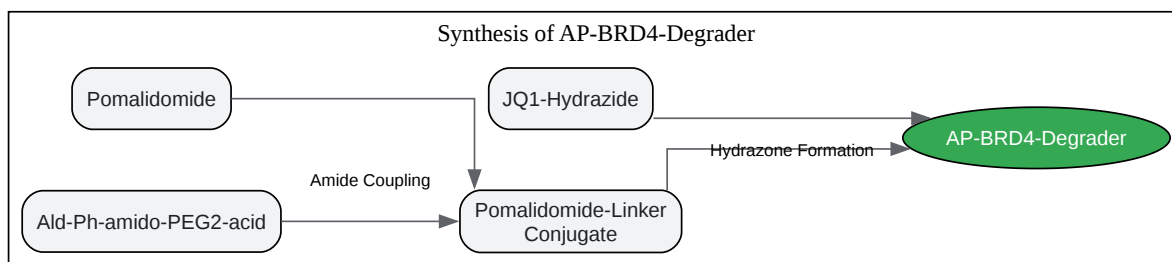 Synthesis of AP-BRD4-Degrader
Pomalidomide
JQ1-Hydrazide
AP-BRD4-Degrader
Hydrazone Formation
Amide Coupling
Ald-Ph-amido-PEG2-acid
Pomalidomide-Linker
Conjugate